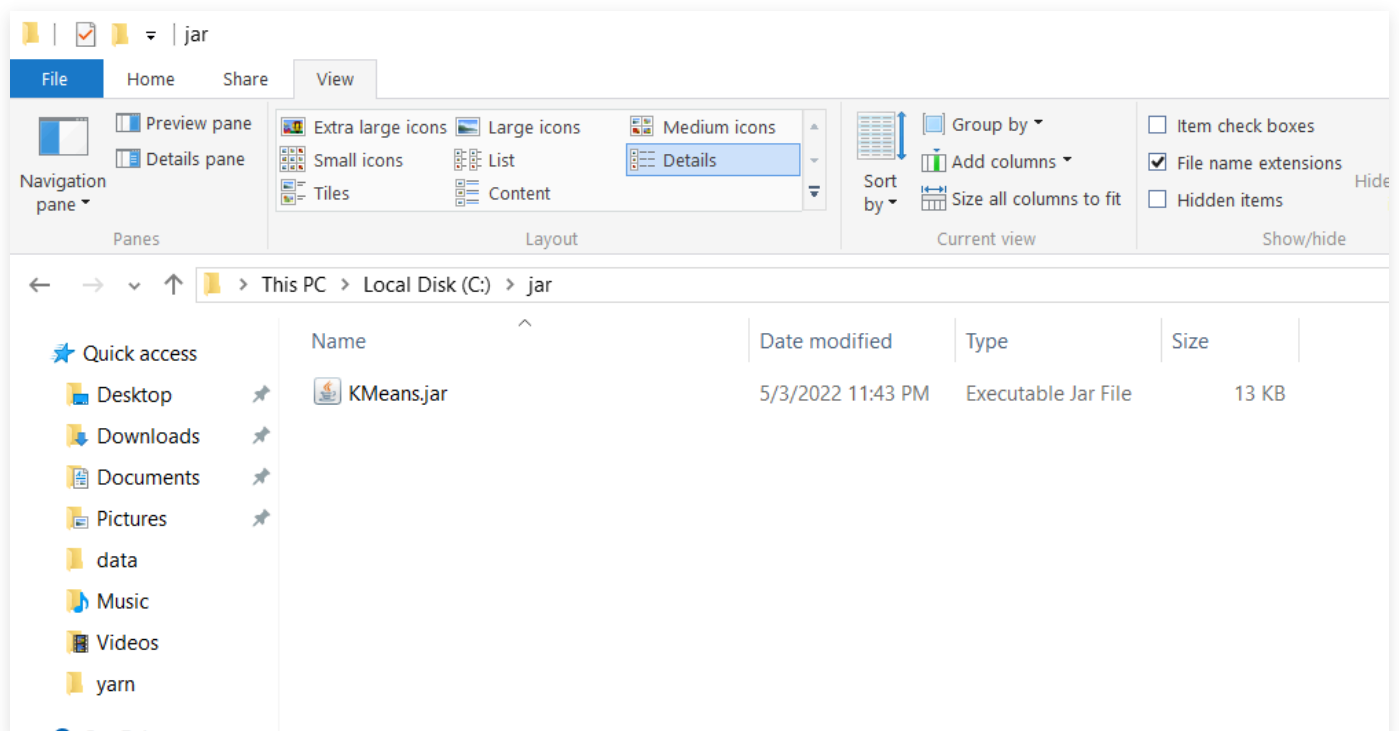 jar
File Home Share View
Navigation pane
Preview pane
Details pane
Panes
Extra large icons Large icons Medium icons
Small icons List Details
Tiles Content
Layout
Sort by
Group by
Add columns
Size all columns to fit
Current view
Item check boxes
File name extensions
Hidden items
Hide
Show/hide
This PC > Local Disk (C:) > jar
Quick access
Desktop
Downloads
Documents
Pictures
data
Music
Videos
yarn
Name Date modified Type Size
KMeans.jar 5/3/2022 11:43 PM Executable Jar File 13 KB